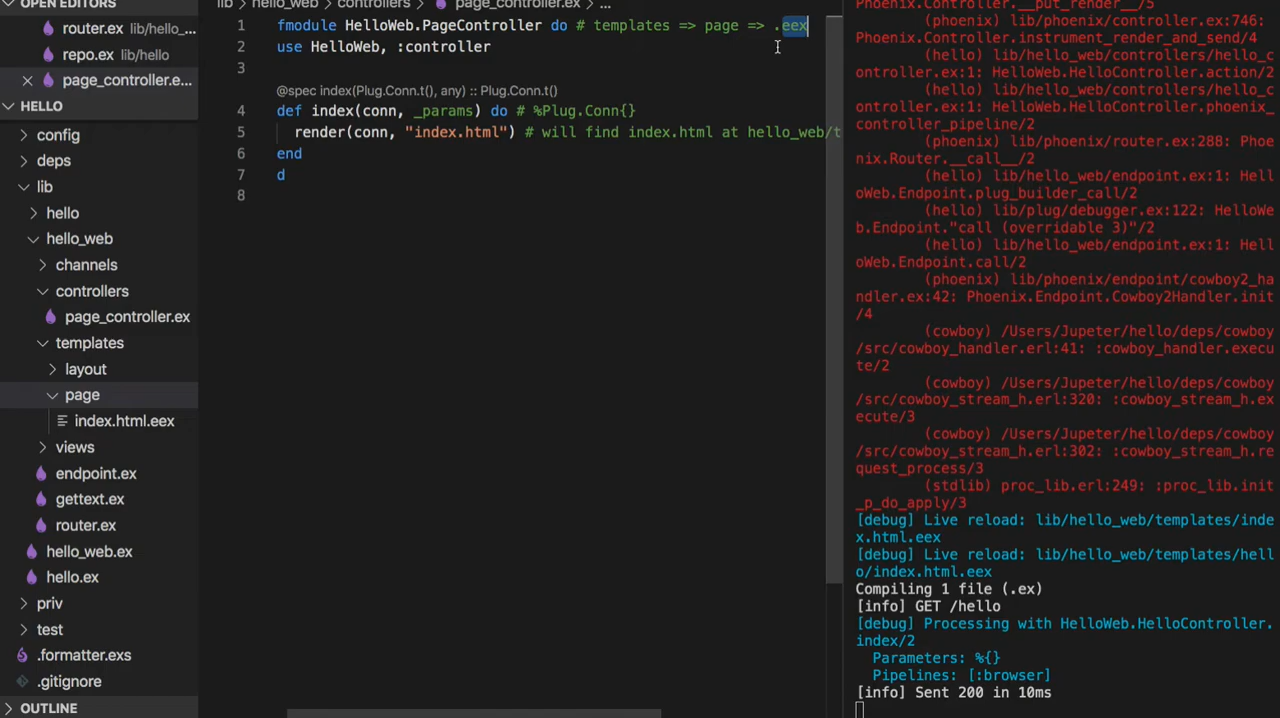 OPEN EDITORS
router.ex lib/hello_...
repo.ex lib/hello
page_controller.e...
HELLO
config
deps
lib
hello
hello_web
channels
controllers
page_controller.ex
templates
layout
page
index.html.eex
views
endpoint.ex
gettext.ex
router.ex
hello_web.ex
hello.ex
priv
test
.formatter.exs
.gitignore
OUTLINE
lib > hello_web > controllers > page_controller.ex > ...
1 fmodule HelloWeb.PageController do # templates => page => .eex
2 use HelloWeb, :controller
3
@spec index(Plug.Conn.t(), any) :: Plug.Conn.t()
4 def index(conn, _params) do # %Plug.Conn{}
5 render(conn, "index.html") # will find index.html at hello_web/t
6 end
7 d
8
Phoenix.Controller.__put_render__/5
(phoenix) lib/phoenix/controller.ex:746:
Phoenix.Controller.instrument_render_and_send/4
(hello) lib/hello_web/controllers/hello_c
ontroller.ex:1: HelloWeb.HelloController.action/2
(hello) lib/hello_web/controllers/hello_c
ontroller.ex:1: HelloWeb.HelloController.phoenix_
controller_pipeline/2
(phoenix) lib/phoenix/router.ex:288: Phoe
nix.Router.__call__/2
(hello) lib/hello_web/endpoint.ex:1: Hell
oWeb.Endpoint.plug_builder_call/2
(hello) lib/plug/debugger.ex:122: HelloWe
b.Endpoint."call (overridable 3)"/2
(hello) lib/hello_web/endpoint.ex:1: Hell
oWeb.Endpoint.call/2
(phoenix) lib/phoenix/endpoint/cowboy2_ha
ndler.ex:42: Phoenix.Endpoint.Cowboy2Handler.init
/4
(cowboy) /Users/Jupeter/hello/deps/cowboy
/src/cowboy_handler.erl:41: :cowboy_handler.execu
te/2
(cowboy) /Users/Jupeter/hello/deps/cowboy
/src/cowboy_stream_h.erl:320: :cowboy_stream_h.ex
ecute/3
(cowboy) /Users/Jupeter/hello/deps/cowboy
/src/cowboy_stream_h.erl:302: :cowboy_stream_h.re
quest_process/3
(stdlib) proc_lib.erl:249: :proc_lib.init
_p_do_apply/3
[debug] Live reload: lib/hello_web/templates/inde
x.html.eex
[debug] Live reload: lib/hello_web/templates/hell
o/index.html.eex
Compiling 1 file (.ex)
[info] GET /hello
[debug] Processing with HelloWeb.HelloController.
index/2
Parameters: %{}
Pipelines: [:browser]
[info] Sent 200 in 10ms